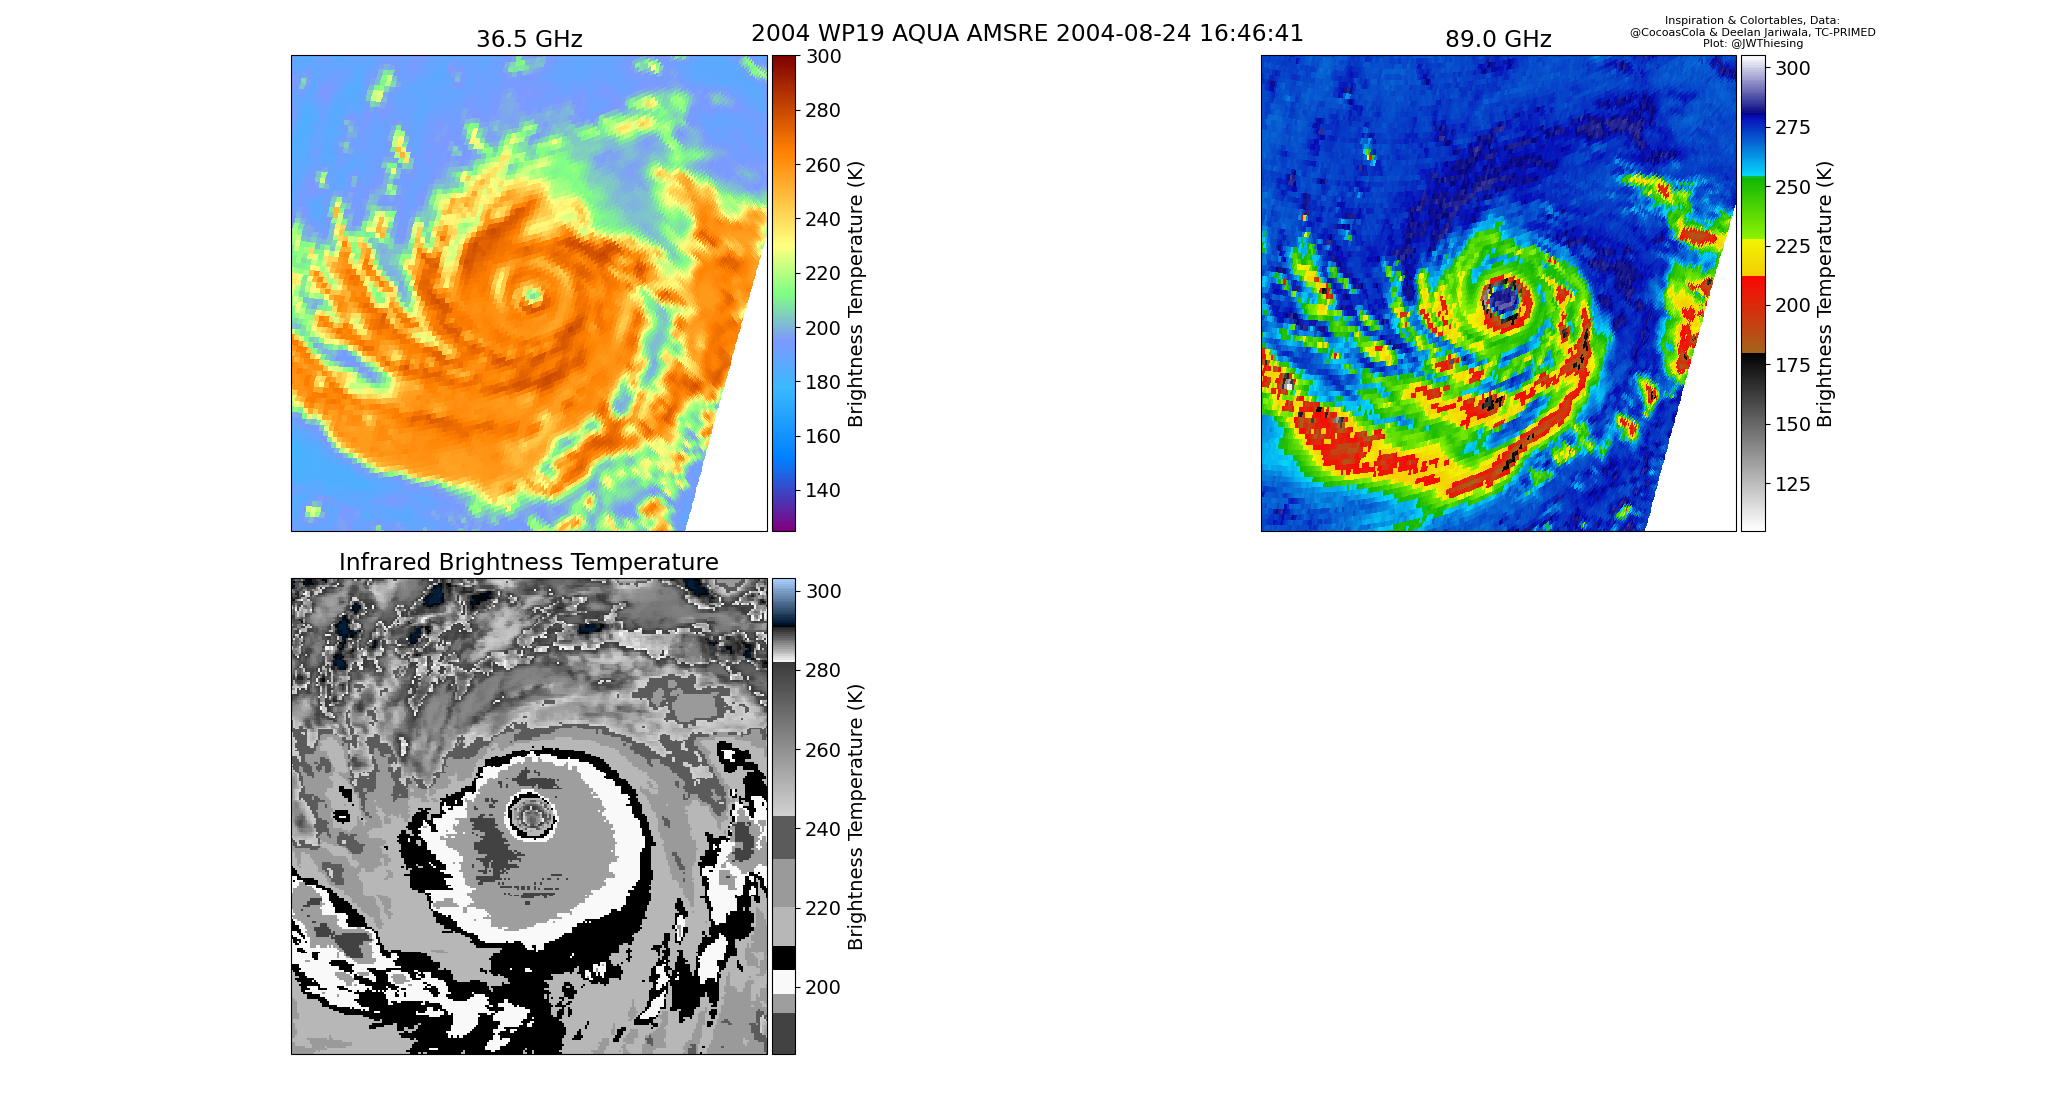 2004 WP19 AQUA AMSRE 2004-08-24 16:46:41
Inspiration & Colortables, Data:
@CocoasCola & Deelan Jariwala, TC-PRIMED
Plot: @JWThiesing
36.5 GHz
300
280
260
240
220
200
180
160
140
Brightness Temperature (K)
89.0 GHz
300
275
250
225
200
175
150
125
Brightness Temperature (K)
Infrared Brightness Temperature
300
280
260
240
220
200
Brightness Temperature (K)